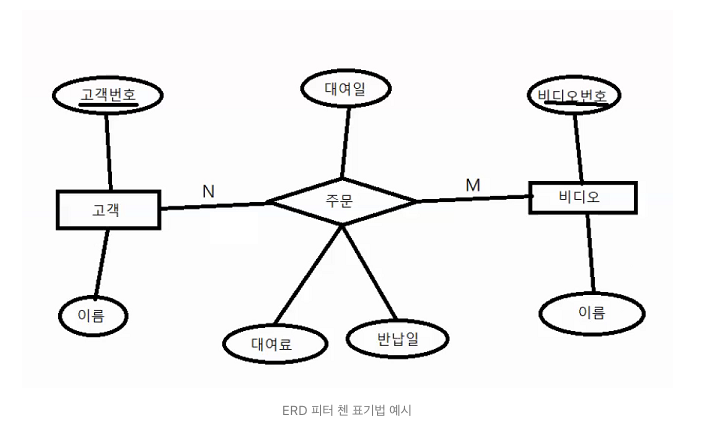 고객번호
대여일
비디오번호
N
M
고객
주문
비디오
이름
대여료
반납일
이름
ERD 피터 첸 표기법 예시